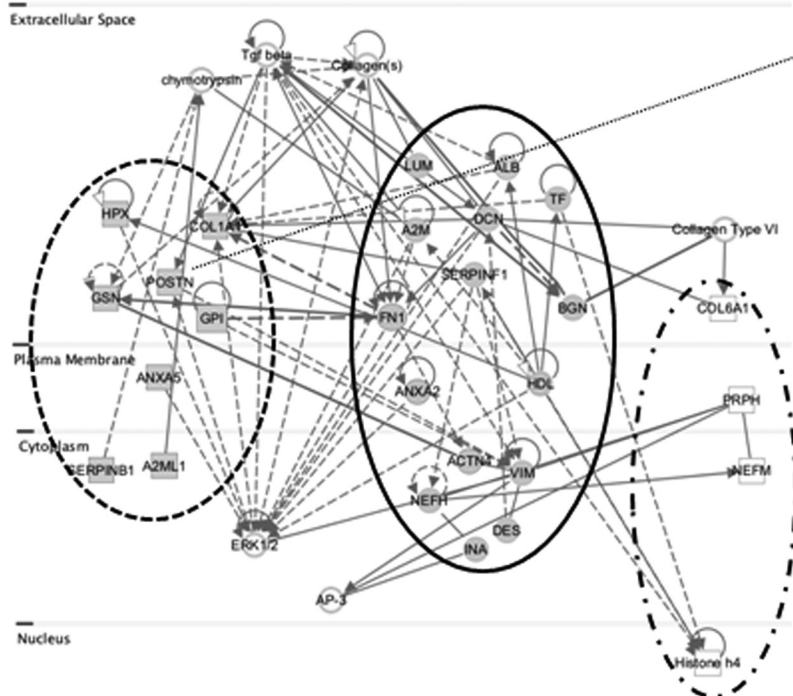 Extracellular Space
Tgf beta
Collagen(s)
chymotrypsin
LUM
ALB
TF
HPX
COL1A1
A2M
DCN
Collagen Type VI
POSTN
SERPINF1
GSN
BGN
COL6A1
GPI
FN1
Plasma Membrane
ANXA5
ANXA2
HDL
PRPH
Cytoplasm
SERPINB1
A2ML1
ACTN4
VIM
NEFM
NEFH
DES
ERK1/2
INA
AP-3
Nucleus
Histone h4